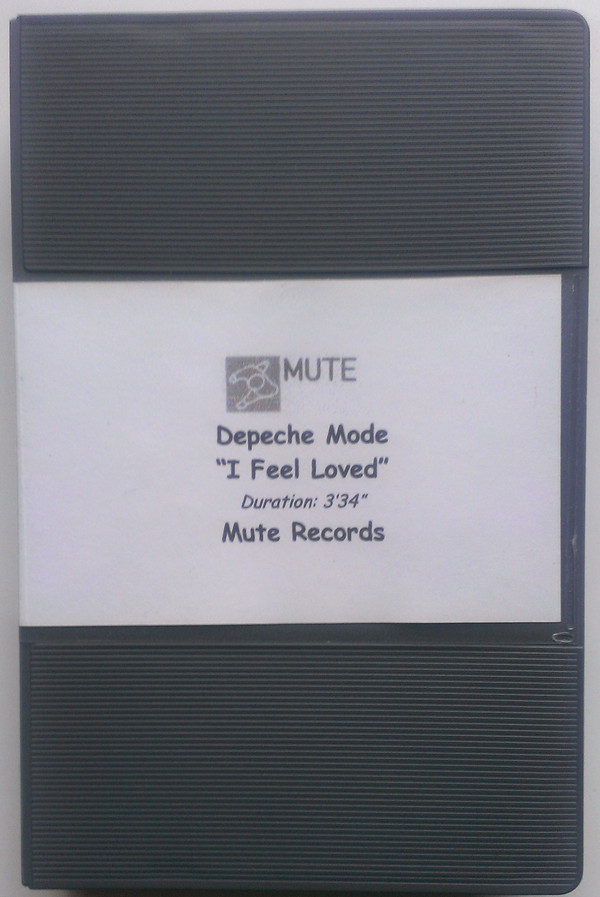 MUTE
Depeche Mode
“I Feel Loved”
Duration: 3'34"
Mute Records